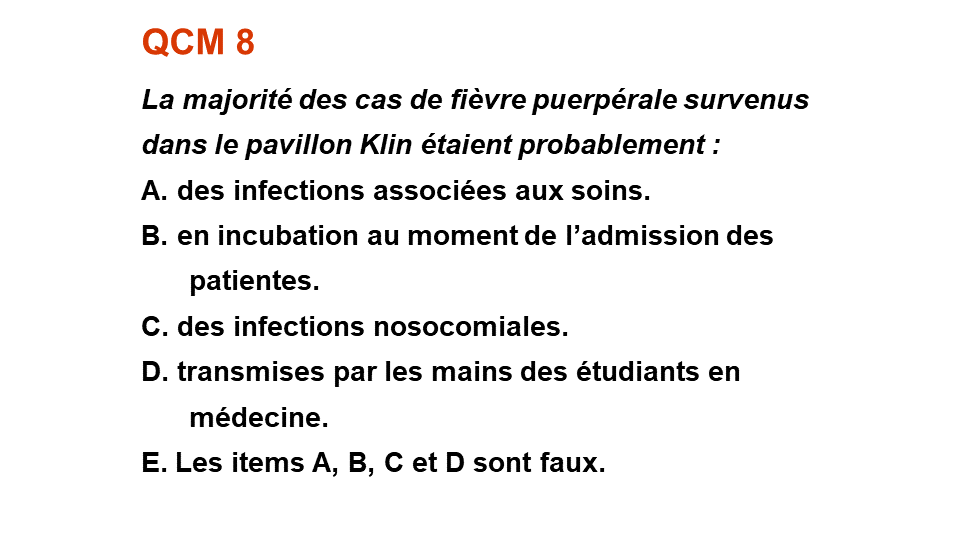 QCM 8
La majorité des cas de fièvre puerpérale survenus
dans le pavillon Klin étaient probablement :
A. des infections associées aux soins.
B. en incubation au moment de l’admission des
patientes.
C. des infections nosocomiales.
D. transmises par les mains des étudiants en
médecine.
E. Les items A, B, C et D sont faux.